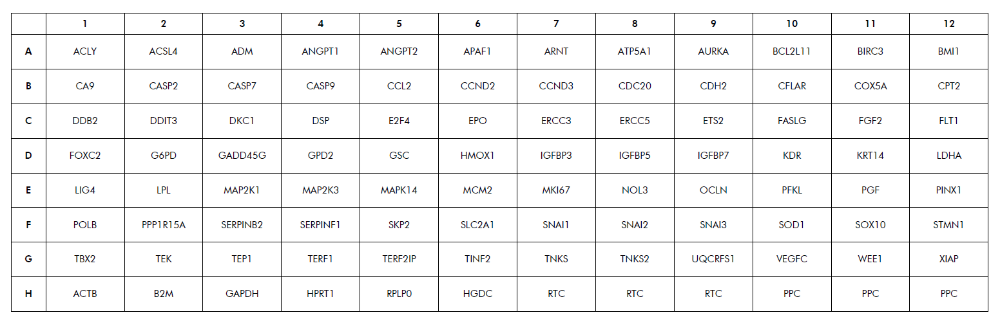 1 2 3 4 5 6 7 8 9 10 11 12
A ACLY ACSL4 ADM ANGPT1 ANGPT2 APAF1 ARNT ATP5A1 AURKA BCL2L11 BIRC3 BMI1
B CA9 CASP2 CASP7 CASP9 CCL2 CCND2 CCND3 CDC20 CDH2 CFLAR COX5A CPT2
C DDB2 DDIT3 DKC1 DSP E2F4 EPO ERCC3 ERCC5 ETS2 FASLG FGF2 FLT1
D FOXC2 G6PD GADD45G GPD2 GSC HMOX1 IGFBP3 IGFBP5 IGFBP7 KDR KRT14 LDHA
E LIG4 LPL MAP2K1 MAP2K3 MAPK14 MCM2 MKI67 NOL3 OCLN PFKL PGF PINX1
F POLB PPP1R15A SERPINB2 SERPINF1 SKP2 SLC2A1 SNAI1 SNAI2 SNAI3 SOD1 SOX10 STMN1
G TBX2 TEK TEP1 TERF1 TERF2IP TINF2 TNKS TNKS2 UQCRFS1 VEGFC WEE1 XIAP
H ACTB B2M GAPDH HPRT1 RPLP0 HGDC RTC RTC RTC PPC PPC PPC